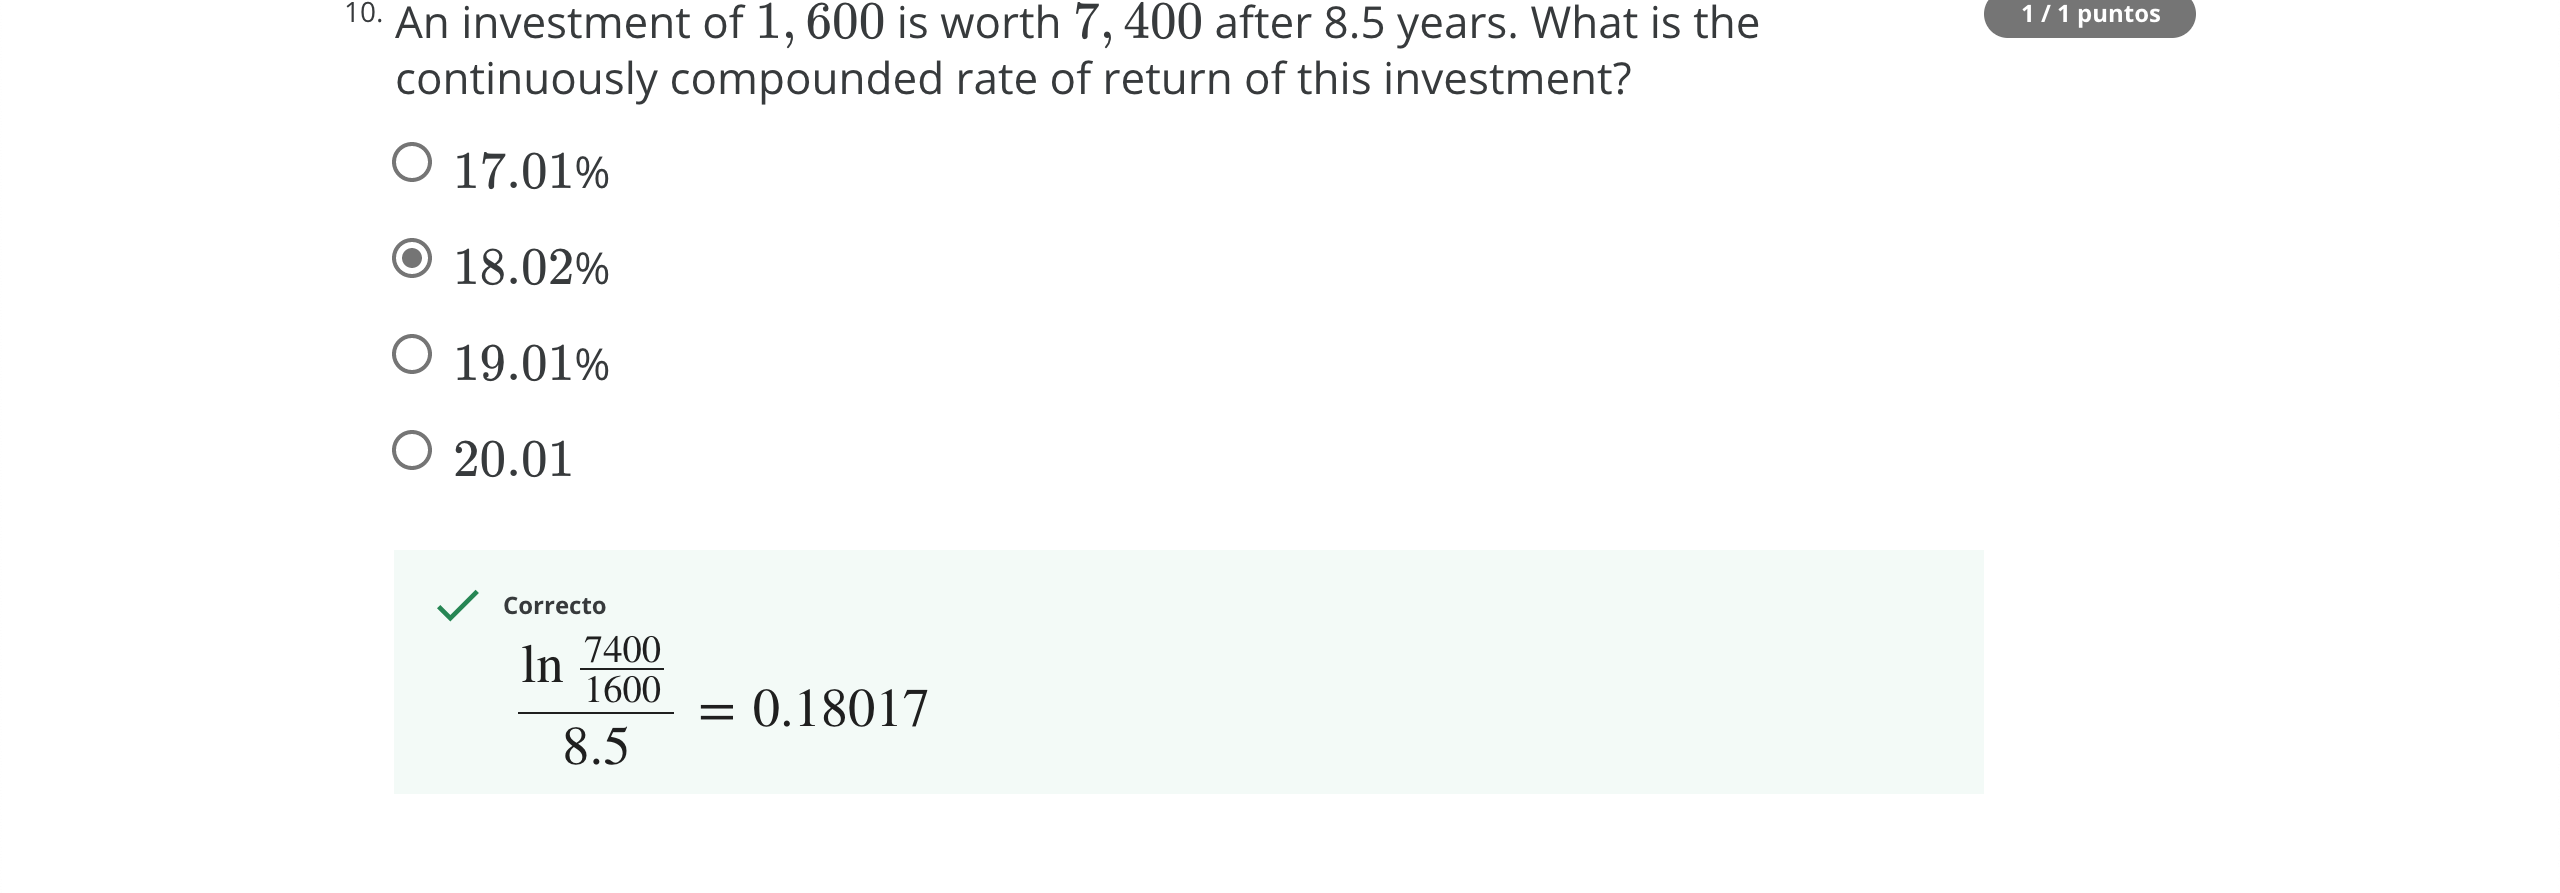 10. An investment of 1, 600 is worth 7, 400 after 8.5 years. What is the
1 / 1 puntos
continuously compounded rate of return of this investment?
17.01%
18.02%
19.01%
20.01
Correcto
ln 7400/1600
8.5
= 0.18017